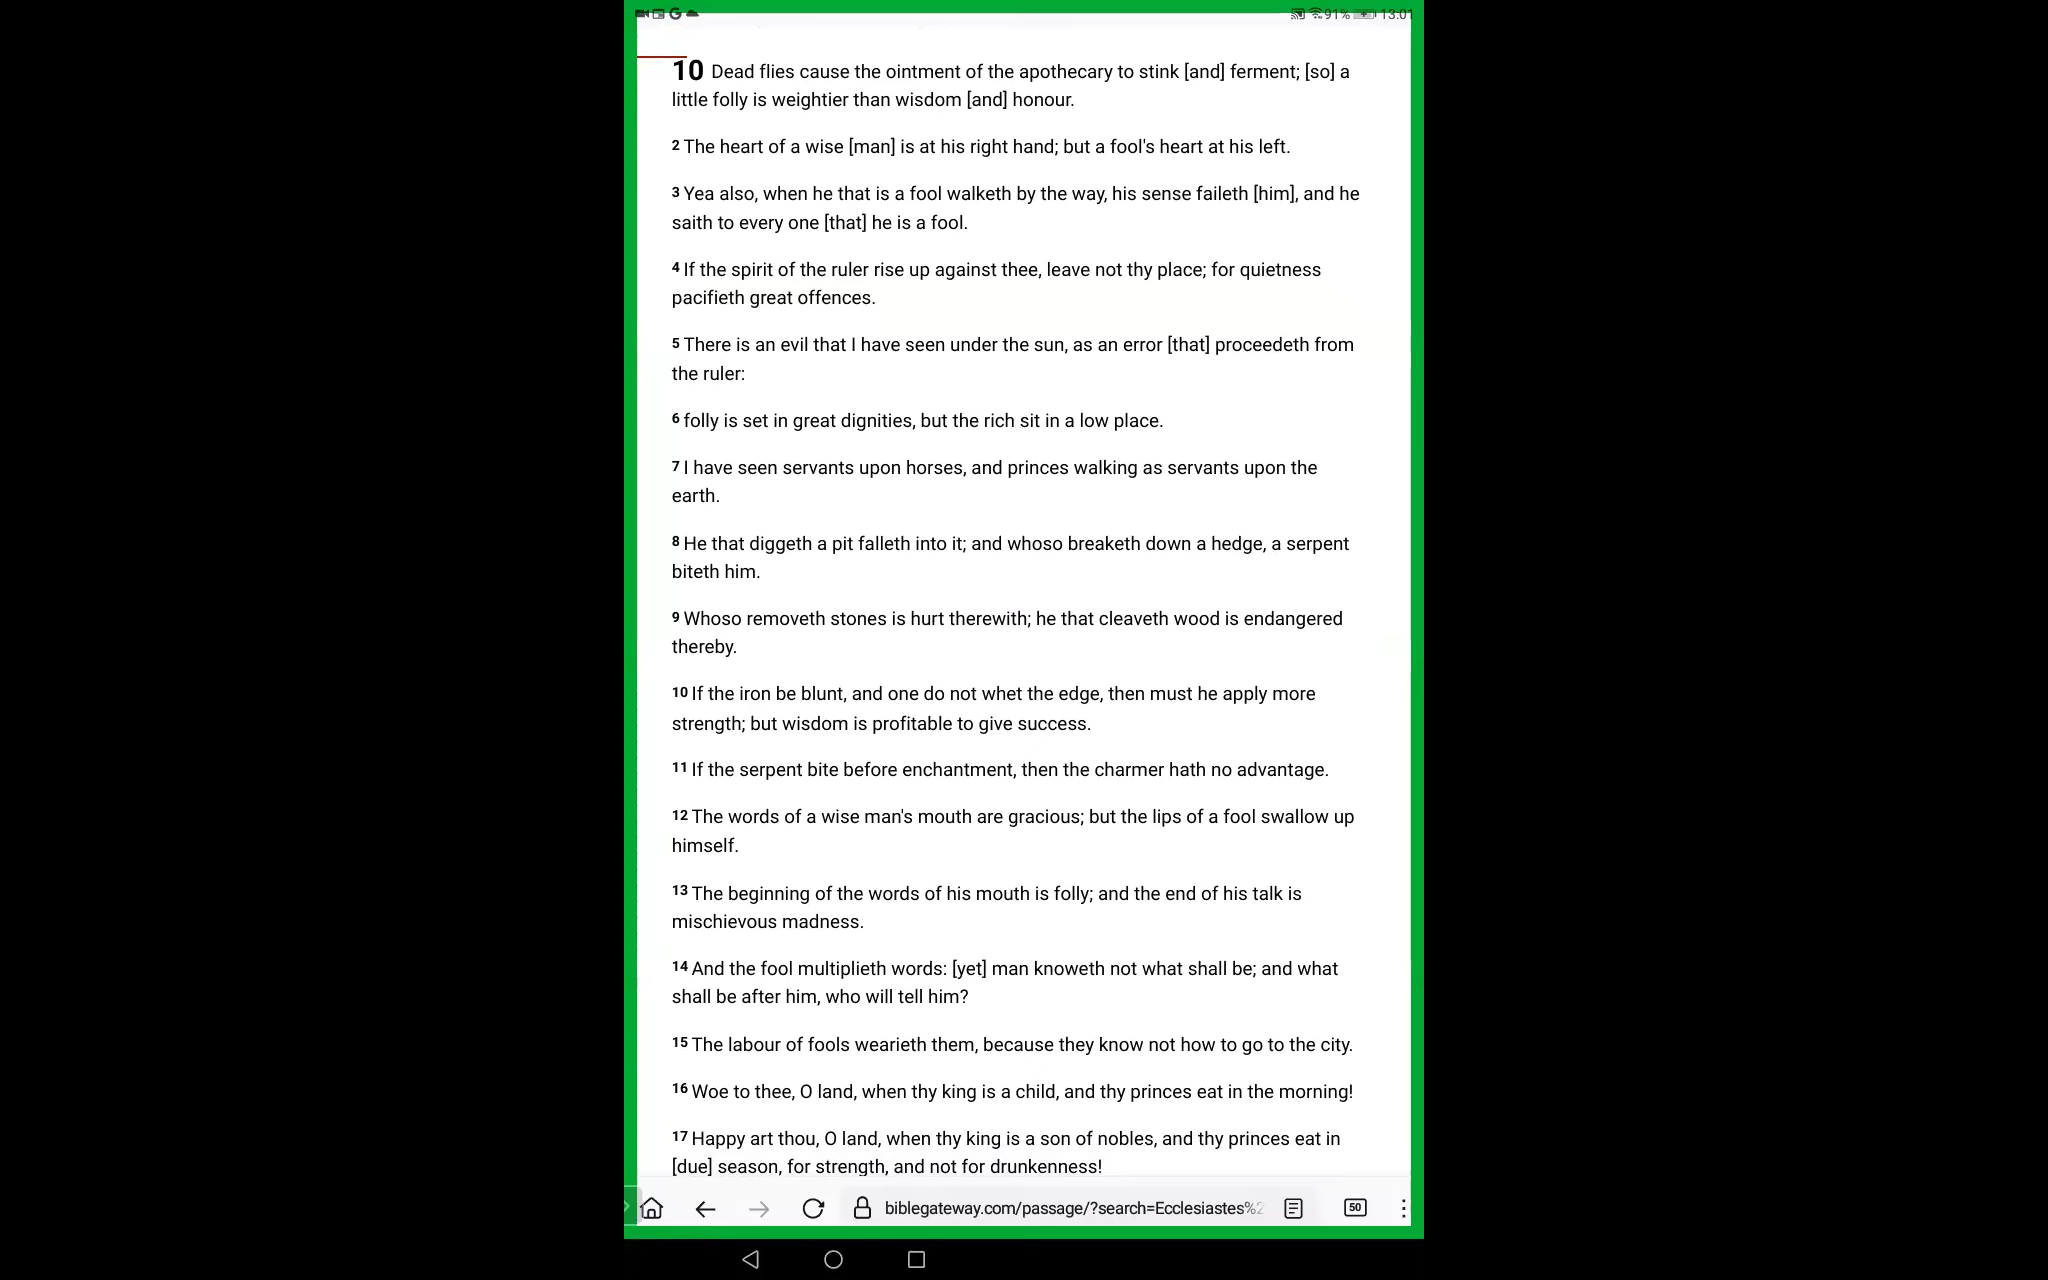 91% 13:01
10 Dead flies cause the ointment of the apothecary to stink [and] ferment; [so] a
little folly is weightier than wisdom [and] honour.
2 The heart of a wise [man] is at his right hand; but a fool's heart at his left.
3 Yea also, when he that is a fool walketh by the way, his sense faileth [him], and he
saith to every one [that] he is a fool.
4 If the spirit of the ruler rise up against thee, leave not thy place; for quietness
pacifieth great offences.
5 There is an evil that I have seen under the sun, as an error [that] proceedeth from
the ruler:
6 folly is set in great dignities, but the rich sit in a low place.
7 I have seen servants upon horses, and princes walking as servants upon the
earth.
8 He that diggeth a pit falleth into it; and whoso breaketh down a hedge, a serpent
biteth him.
9 Whoso removeth stones is hurt therewith; he that cleaveth wood is endangered
thereby.
10 If the iron be blunt, and one do not whet the edge, then must he apply more
strength; but wisdom is profitable to give success.
11 If the serpent bite before enchantment, then the charmer hath no advantage.
12 The words of a wise man's mouth are gracious; but the lips of a fool swallow up
himself.
13 The beginning of the words of his mouth is folly; and the end of his talk is
mischievous madness.
14 And the fool multiplieth words: [yet] man knoweth not what shall be; and what
shall be after him, who will tell him?
15 The labour of fools wearieth them, because they know not how to go to the city.
16 Woe to thee, O land, when thy king is a child, and thy princes eat in the morning!
17 Happy art thou, O land, when thy king is a son of nobles, and thy princes eat in
[due] season, for strength, and not for drunkenness!
biblegateway.com/passage/?search=Ecclesiastes%2 50